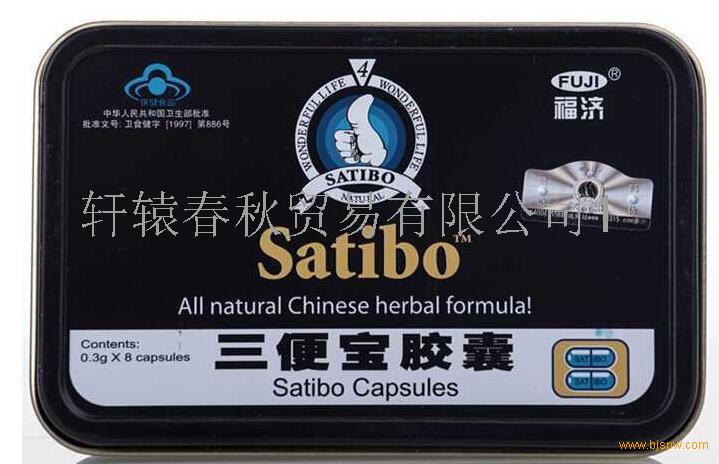 保健食品
中华人民共和国卫生部批准
批准文号: 卫食健字 [1997] 第886号
WONDERFUL LIFE 4 WONDERFUL LIFE
SATIBO
NATURAL
FUJI®
福济
轩辕春秋贸易有限公司1
Satibo™
All natural Chinese herbal formula!
Contents:
0.3g X 8 capsules
三便宝胶囊
Satibo Capsules
SATIBO
SATIBO
www.bjsnw.com